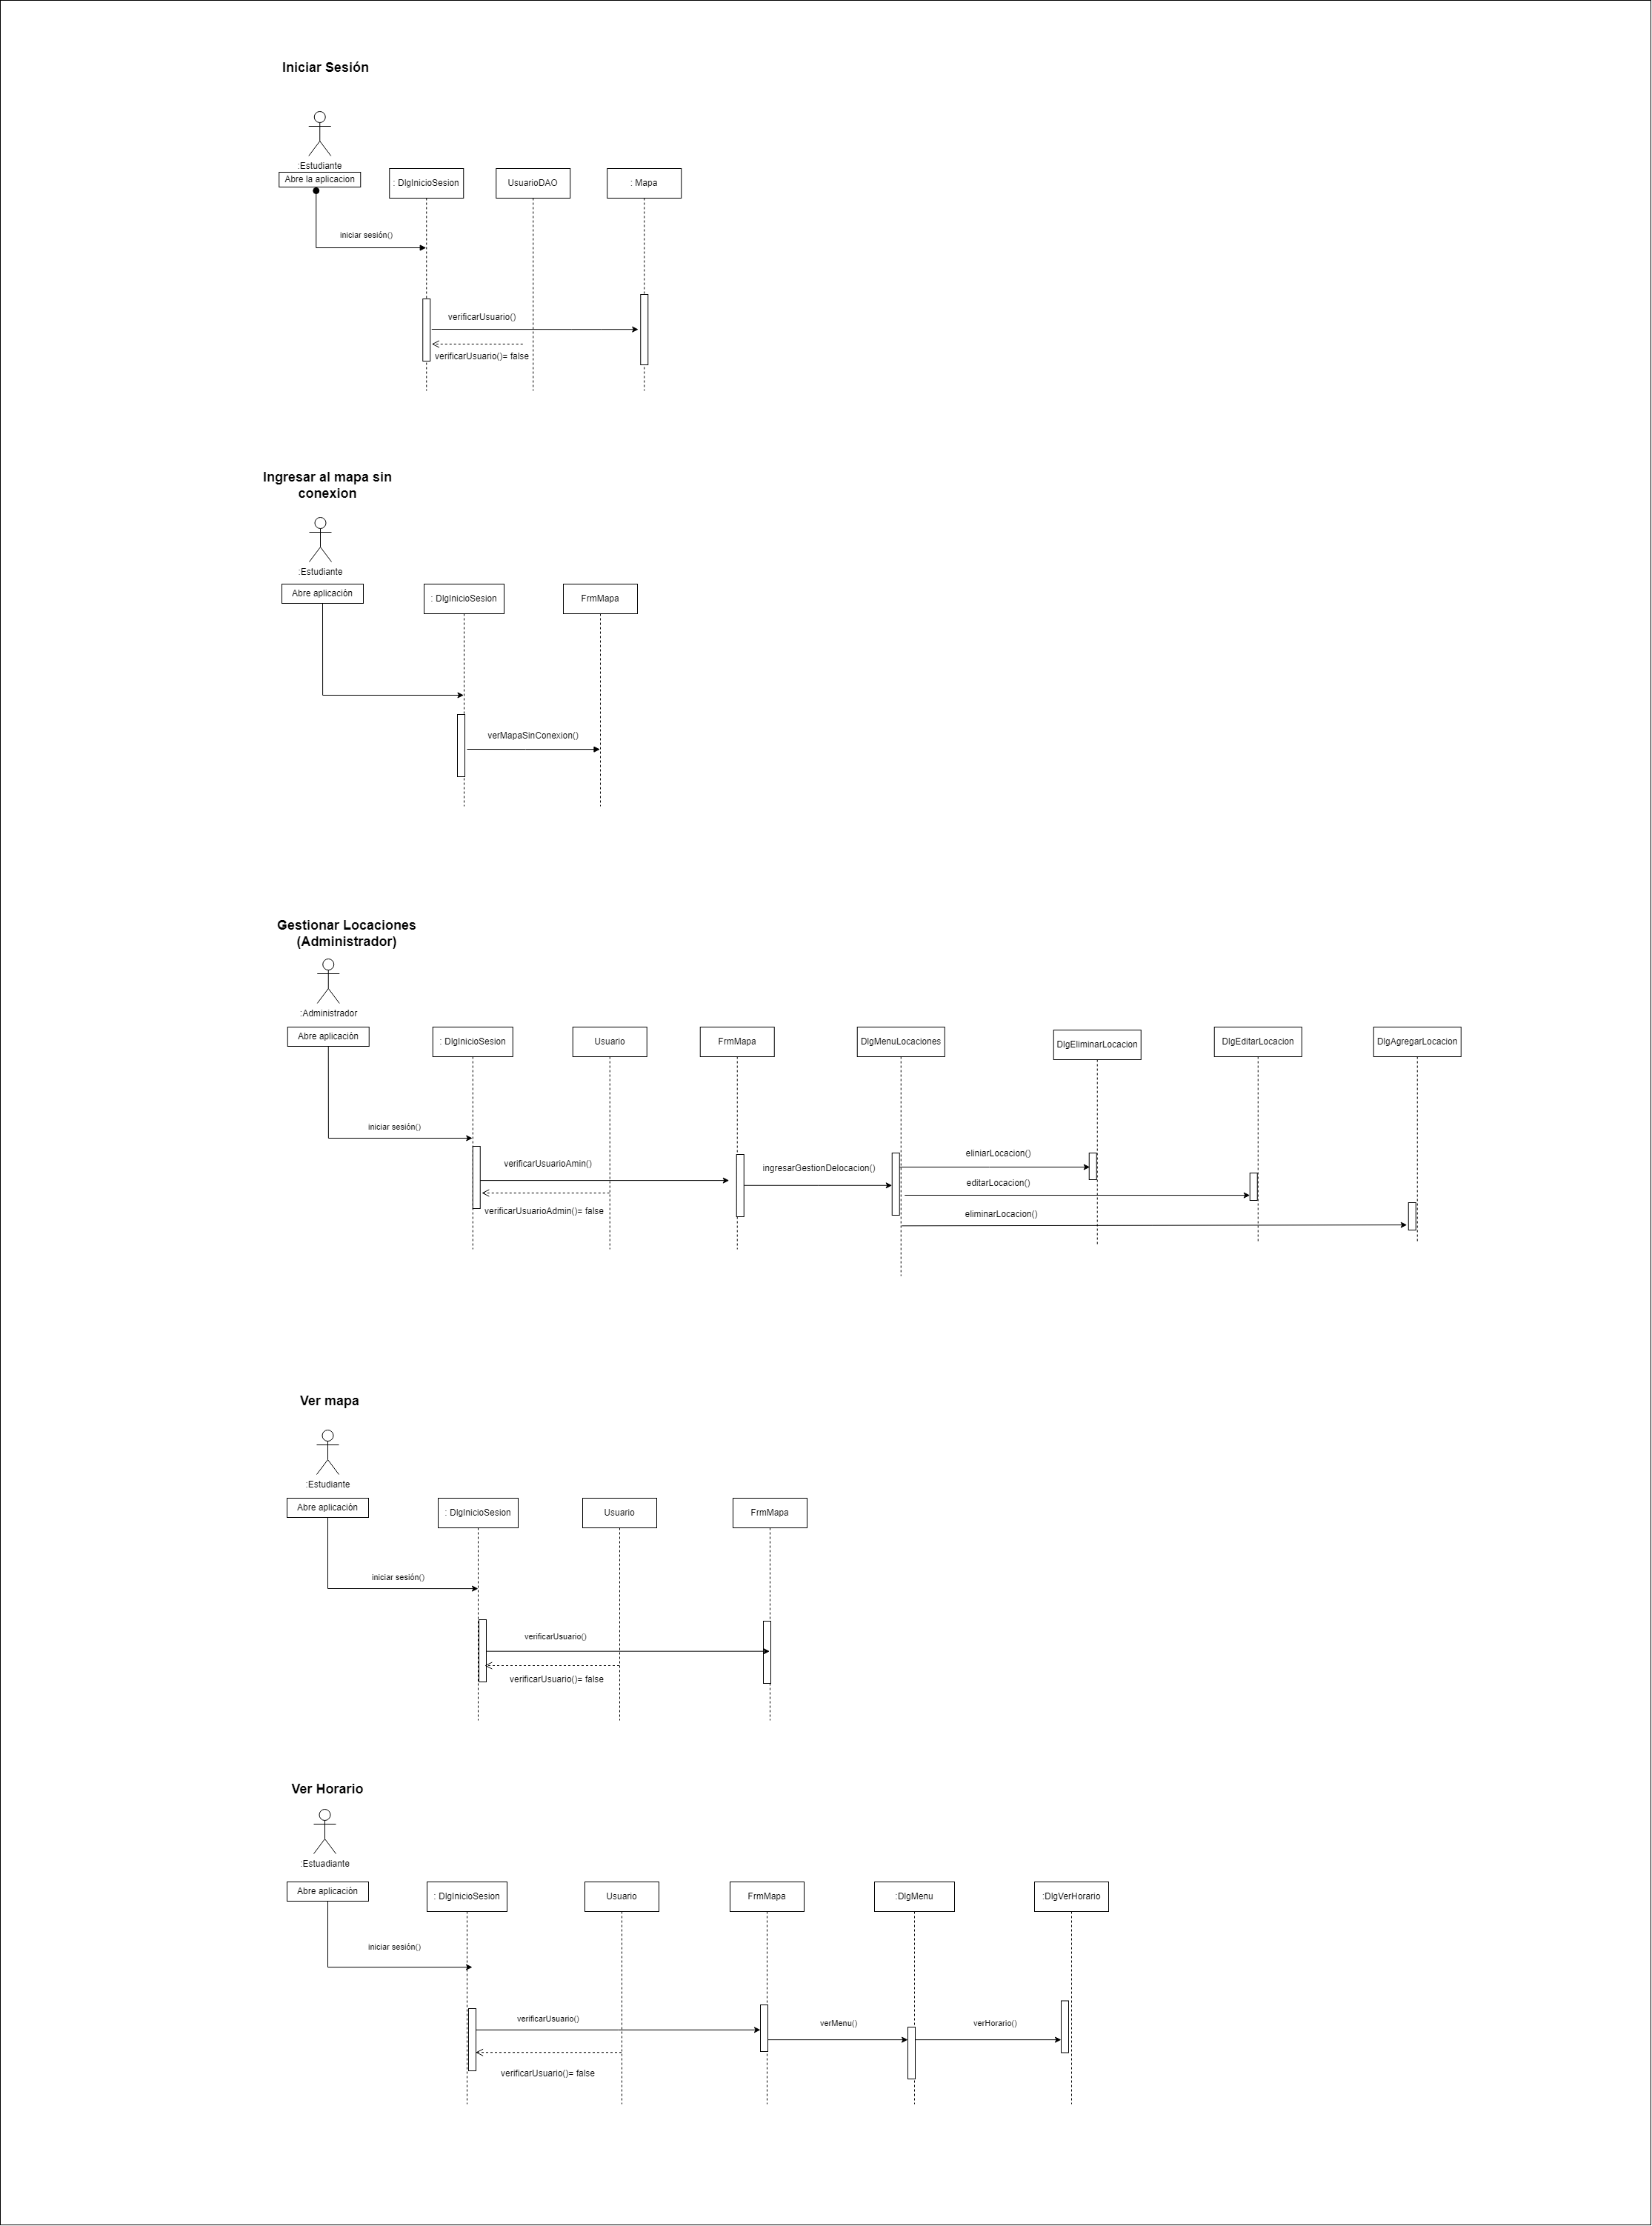 Iniciar Sesión
:Estudiante
Abre la aplicacion
: DlgInicioSesion
UsuarioDAO
: Mapa
iniciar sesión()
verificarUsuario()
verificarUsuario()= false
Ingresar al mapa sin
conexion
:Estudiante
Abre aplicación
: DlgInicioSesion
FrmMapa
verMapaSinConexion()
Gestionar Locaciones
(Administrador)
:Administrador
Abre aplicación
: DlgInicioSesion
Usuario
FrmMapa
DlgMenuLocaciones
DlgEliminarLocacion
DlgEditarLocacion
DlgAgregarLocacion
iniciar sesión()
verificarUsuarioAmin()
ingresarGestionDelocacion()
eliniarLocacion()
editarLocacion()
verificarUsuarioAdmin()= false
eliminarLocacion()
Ver mapa
:Estudiante
Abre aplicación
: DlgInicioSesion
Usuario
FrmMapa
iniciar sesión()
verificarUsuario()
verificarUsuario()= false
Ver Horario
:Estuadiante
Abre aplicación
: DlgInicioSesion
Usuario
FrmMapa
:DlgMenu
:DlgVerHorario
iniciar sesión()
verificarUsuario()
verMenu()
verHorario()
verificarUsuario()= false